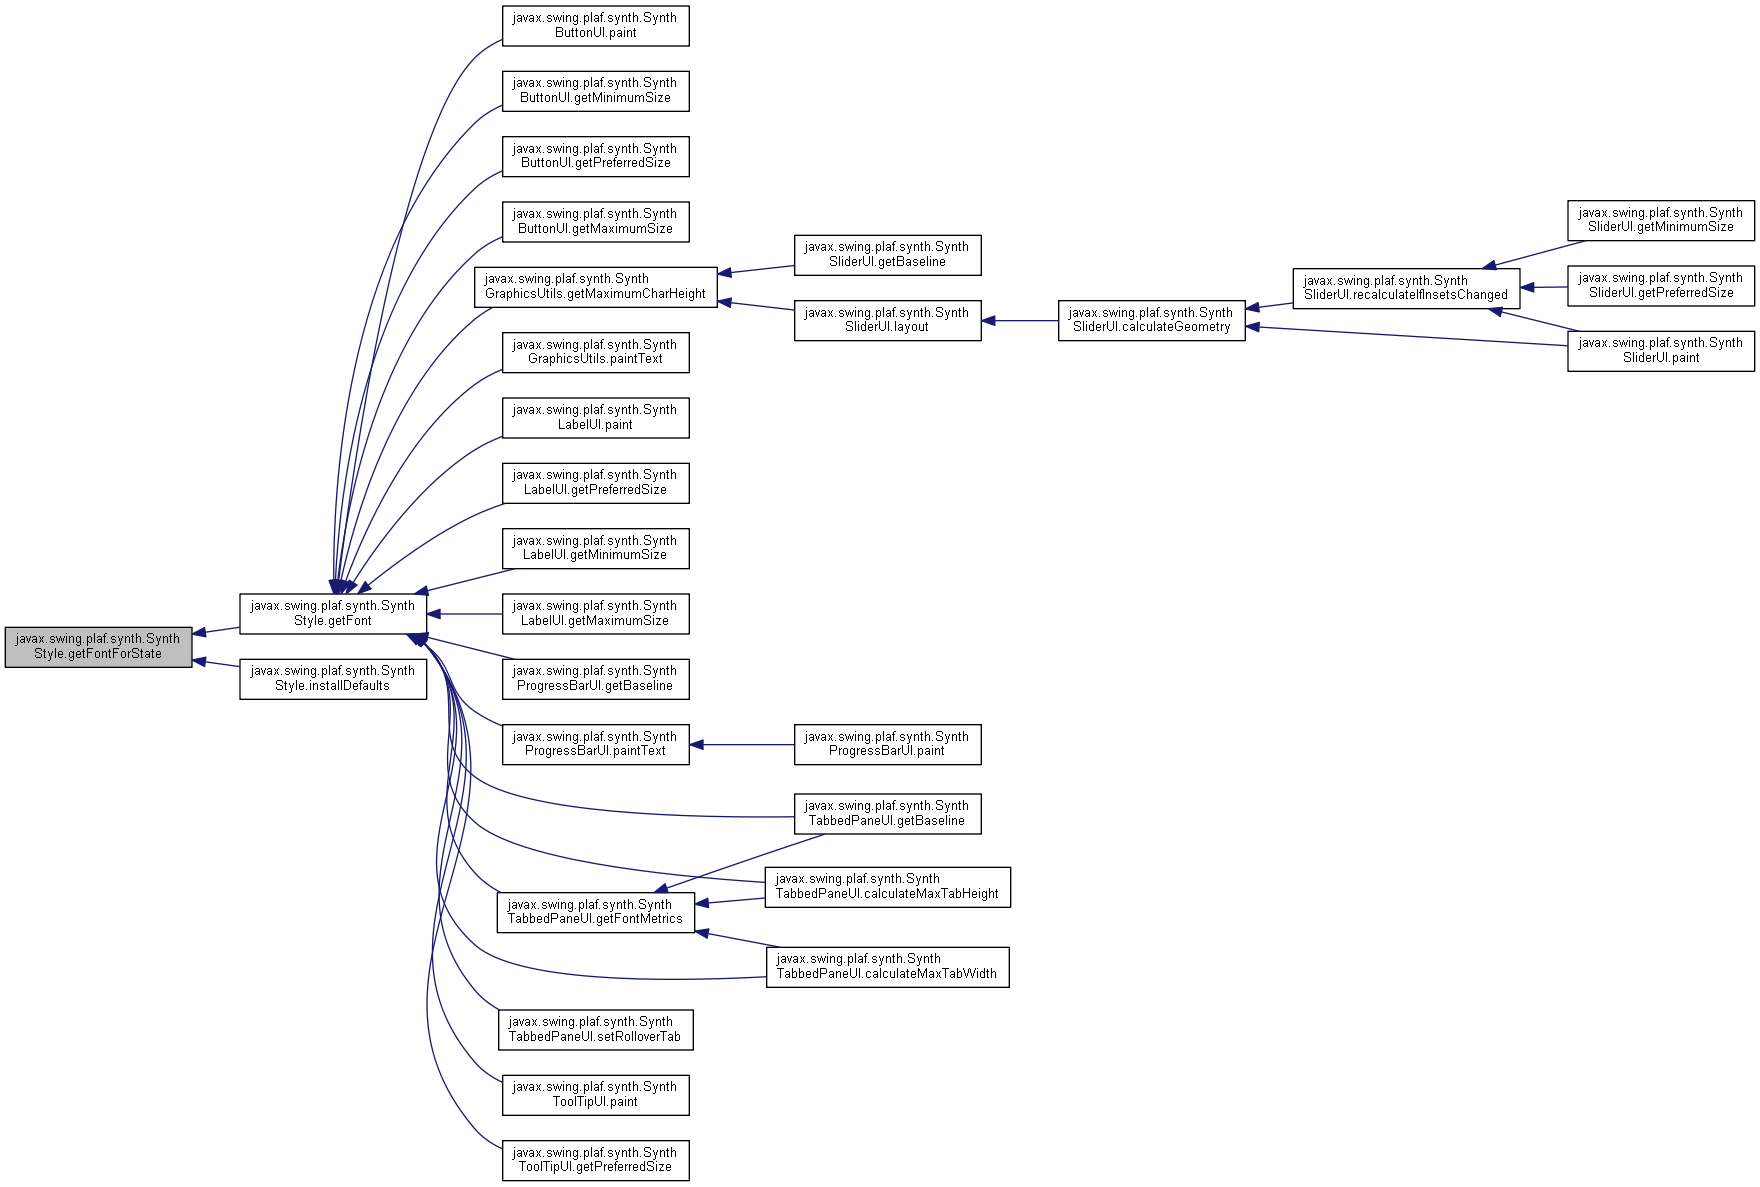 javax.swing.plaf.synth.Synth
ButtonUI.paint
javax.swing.plaf.synth.Synth
ButtonUI.getMinimumSize
javax.swing.plaf.synth.Synth
ButtonUI.getPreferredSize
javax.swing.plaf.synth.Synth
ButtonUI.getMaximumSize
javax.swing.plaf.synth.Synth
GraphicsUtils.getMaximumCharHeight
javax.swing.plaf.synth.Synth
SliderUI.getBaseline
javax.swing.plaf.synth.Synth
SliderUI.layout
javax.swing.plaf.synth.Synth
SliderUI.calculateGeometry
javax.swing.plaf.synth.Synth
SliderUI.recalculateIfInsetsChanged
javax.swing.plaf.synth.Synth
SliderUI.getMinimumSize
javax.swing.plaf.synth.Synth
SliderUI.getPreferredSize
javax.swing.plaf.synth.Synth
SliderUI.paint
javax.swing.plaf.synth.Synth
GraphicsUtils.paintText
javax.swing.plaf.synth.Synth
LabelUI.paint
javax.swing.plaf.synth.Synth
LabelUI.getPreferredSize
javax.swing.plaf.synth.Synth
LabelUI.getMinimumSize
javax.swing.plaf.synth.Synth
Style.getFont
javax.swing.plaf.synth.Synth
LabelUI.getMaximumSize
javax.swing.plaf.synth.Synth
Style.getFontForState
javax.swing.plaf.synth.Synth
Style.installDefaults
javax.swing.plaf.synth.Synth
ProgressBarUI.getBaseline
javax.swing.plaf.synth.Synth
ProgressBarUI.paintText
javax.swing.plaf.synth.Synth
ProgressBarUI.paint
javax.swing.plaf.synth.Synth
TabbedPaneUI.getBaseline
javax.swing.plaf.synth.Synth
TabbedPaneUI.calculateMaxTabHeight
javax.swing.plaf.synth.Synth
TabbedPaneUI.getFontMetrics
javax.swing.plaf.synth.Synth
TabbedPaneUI.calculateMaxTabWidth
javax.swing.plaf.synth.Synth
TabbedPaneUI.setRolloverTab
javax.swing.plaf.synth.Synth
ToolTipUI.paint
javax.swing.plaf.synth.Synth
ToolTipUI.getPreferredSize